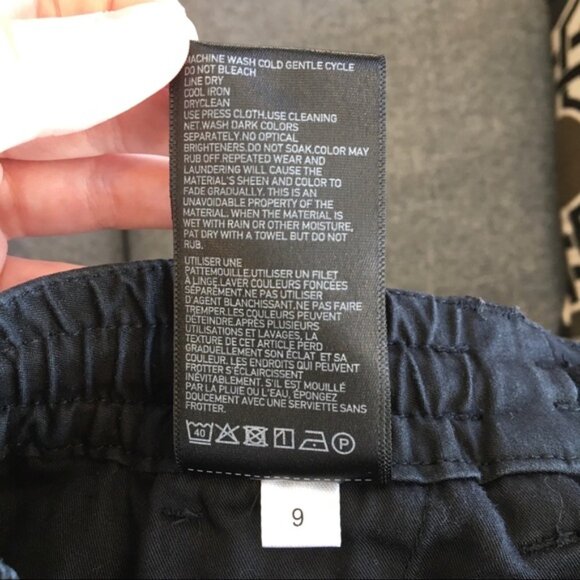 MACHINE WASH COLD GENTLE CYCLE
DO NOT BLEACH
LINE DRY
COOL IRON
DRYCLEAN
USE PRESS CLOTH.USE CLEANING
NET.WASH DARK COLORS
SEPARATELY.NO OPTICAL
BRIGHTENERS.DO NOT SOAK.COLOR MAY
RUB OFF.REPEATED WEAR AND
LAUNDERING WILL CAUSE THE
MATERIAL'S SHEEN AND COLOR TO
FADE GRADUALLY. THIS IS AN
UNAVOIDABLE PROPERTY OF THE
MATERIAL. WHEN THE MATERIAL IS
WET WITH RAIN OR OTHER MOISTURE,
PAT DRY WITH A TOWEL BUT DO NOT
RUB.
UTILISER UNE
PATTEMOUILLE.UTILISER UN FILET
À LINGE.LAVER COULEURS FONCÉES
SÉPARÉMENT.NE PAS UTILISER
D'AGENT BLANCHISSANT.NE PAS FAIRE
TREMPER.LES COULEURS PEUVENT
DÉTEINDRE.APRÈS PLUSIEURS
UTILISATIONS ET LAVAGES, LA
TEXTURE DE CET ARTICLE PERD
GRADUELLEMENT SON ÉCLAT ET SA
COULEUR. LES ENDROITS QUI PEUVENT
FROTTER S'ÉCLAIRCISSENT
INÉVITABLEMENT. S'IL EST MOUILLÉ
PAR LA PLUIE OU L'EAU, ÉPONGEZ
DOUCEMENT AVEC UNE SERVIETTE SANS
FROTTER.
40 P
9